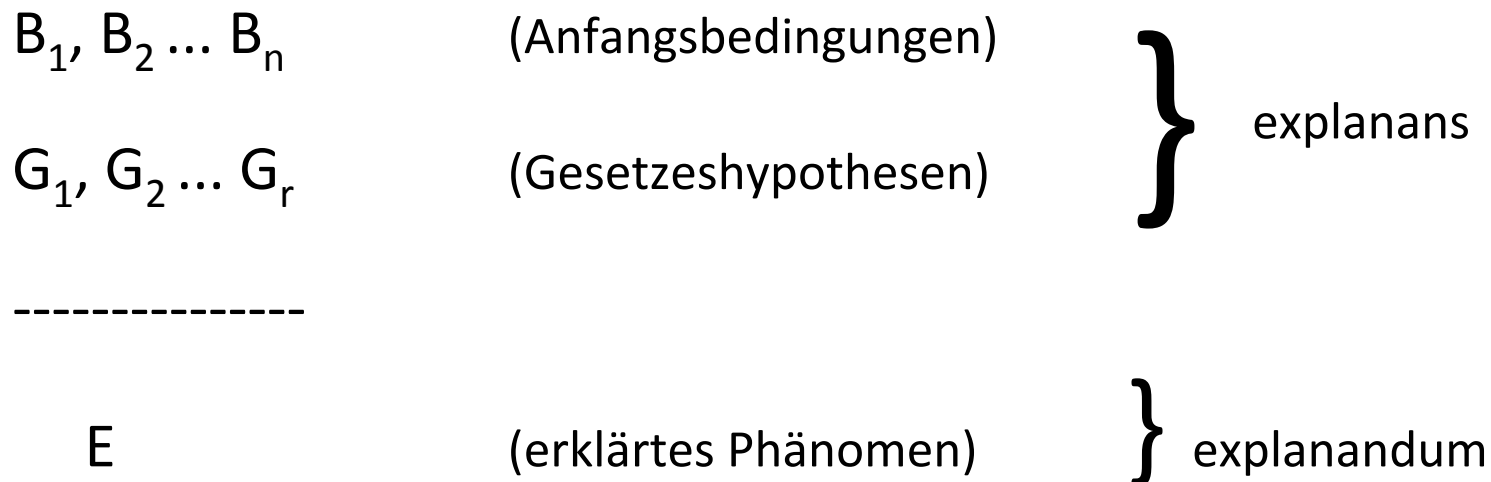 B₁, B₂ ... Bₙ (Anfangsbedingungen)
} explanans
G₁, G₂ ... Gᵣ (Gesetzeshypothesen)
---------------
E (erklärtes Phänomen) } explanandum